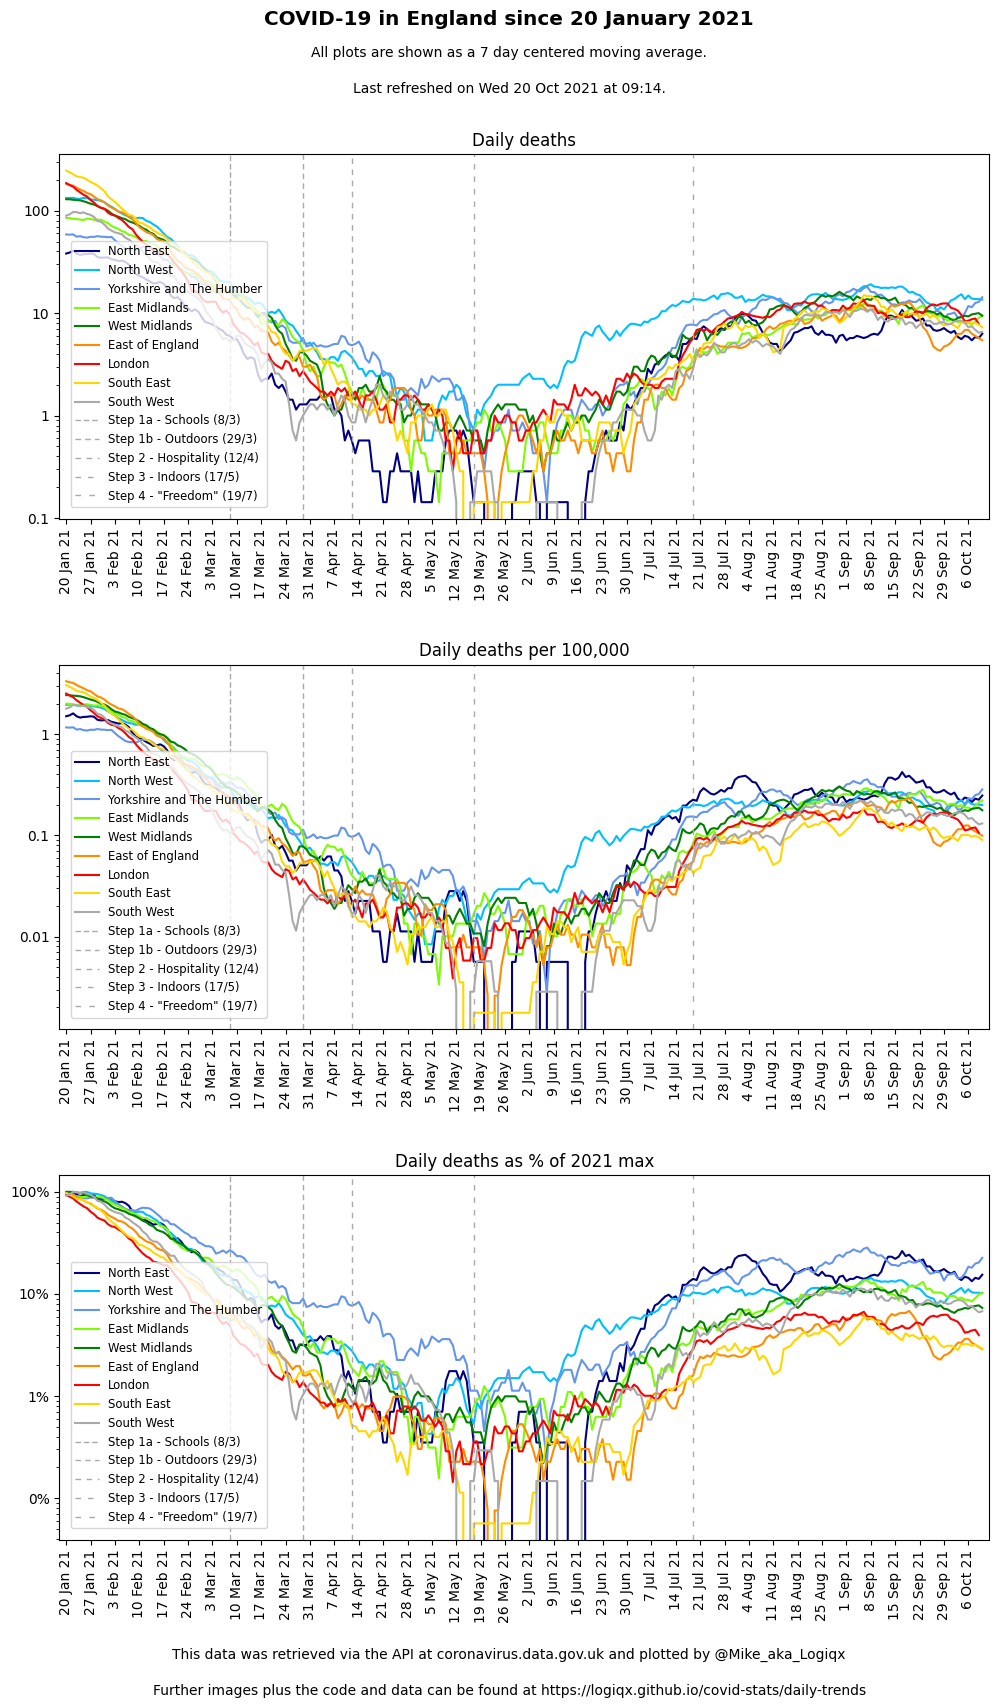 COVID-19 in England since 20 January 2021
All plots are shown as a 7 day centered moving average.
Last refreshed on Wed 20 Oct 2021 at 09:14.
Daily deaths
100
10
1
0.1
North East
North West
Yorkshire and The Humber
East Midlands
West Midlands
East of England
London
South East
South West
Step 1a - Schools (8/3)
Step 1b - Outdoors (29/3)
Step 2 - Hospitality (12/4)
Step 3 - Indoors (17/5)
Step 4 - "Freedom" (19/7)
20 Jan 21
27 Jan 21
3 Feb 21
10 Feb 21
17 Feb 21
24 Feb 21
3 Mar 21
10 Mar 21
17 Mar 21
24 Mar 21
31 Mar 21
7 Apr 21
14 Apr 21
21 Apr 21
28 Apr 21
5 May 21
12 May 21
19 May 21
26 May 21
2 Jun 21
9 Jun 21
16 Jun 21
23 Jun 21
30 Jun 21
7 Jul 21
14 Jul 21
21 Jul 21
28 Jul 21
4 Aug 21
11 Aug 21
18 Aug 21
25 Aug 21
1 Sep 21
8 Sep 21
15 Sep 21
22 Sep 21
29 Sep 21
6 Oct 21
Daily deaths per 100,000
1
0.1
0.01
North East
North West
Yorkshire and The Humber
East Midlands
West Midlands
East of England
London
South East
South West
Step 1a - Schools (8/3)
Step 1b - Outdoors (29/3)
Step 2 - Hospitality (12/4)
Step 3 - Indoors (17/5)
Step 4 - "Freedom" (19/7)
20 Jan 21
27 Jan 21
3 Feb 21
10 Feb 21
17 Feb 21
24 Feb 21
3 Mar 21
10 Mar 21
17 Mar 21
24 Mar 21
31 Mar 21
7 Apr 21
14 Apr 21
21 Apr 21
28 Apr 21
5 May 21
12 May 21
19 May 21
26 May 21
2 Jun 21
9 Jun 21
16 Jun 21
23 Jun 21
30 Jun 21
7 Jul 21
14 Jul 21
21 Jul 21
28 Jul 21
4 Aug 21
11 Aug 21
18 Aug 21
25 Aug 21
1 Sep 21
8 Sep 21
15 Sep 21
22 Sep 21
29 Sep 21
6 Oct 21
Daily deaths as % of 2021 max
100%
10%
1%
0%
North East
North West
Yorkshire and The Humber
East Midlands
West Midlands
East of England
London
South East
South West
Step 1a - Schools (8/3)
Step 1b - Outdoors (29/3)
Step 2 - Hospitality (12/4)
Step 3 - Indoors (17/5)
Step 4 - "Freedom" (19/7)
20 Jan 21
27 Jan 21
3 Feb 21
10 Feb 21
17 Feb 21
24 Feb 21
3 Mar 21
10 Mar 21
17 Mar 21
24 Mar 21
31 Mar 21
7 Apr 21
14 Apr 21
21 Apr 21
28 Apr 21
5 May 21
12 May 21
19 May 21
26 May 21
2 Jun 21
9 Jun 21
16 Jun 21
23 Jun 21
30 Jun 21
7 Jul 21
14 Jul 21
21 Jul 21
28 Jul 21
4 Aug 21
11 Aug 21
18 Aug 21
25 Aug 21
1 Sep 21
8 Sep 21
15 Sep 21
22 Sep 21
29 Sep 21
6 Oct 21
This data was retrieved via the API at coronavirus.data.gov.uk and plotted by @Mike_aka_Logiqx
Further images plus the code and data can be found at https://logiqx.github.io/covid-stats/daily-trends